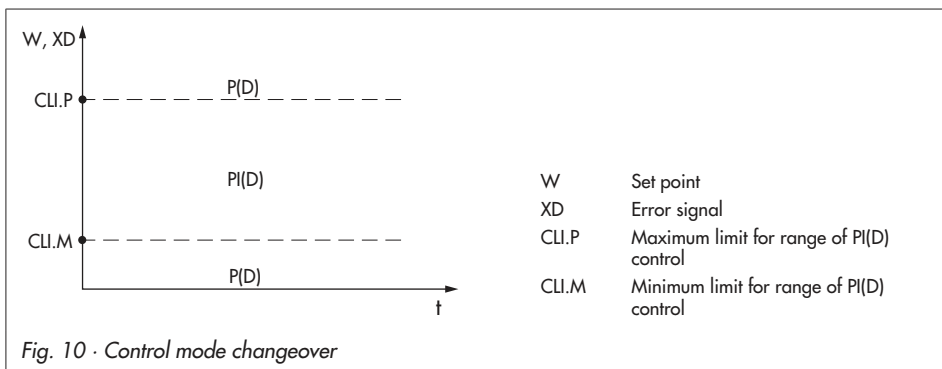 W, XD
P(D)
CLI.P
PI(D)
CLI.M
P(D)
t
W Set point
XD Error signal
CLI.P Maximum limit for range of PI(D)
control
CLI.M Minimum limit for range of PI(D)
control
Fig. 10 · Control mode changeover